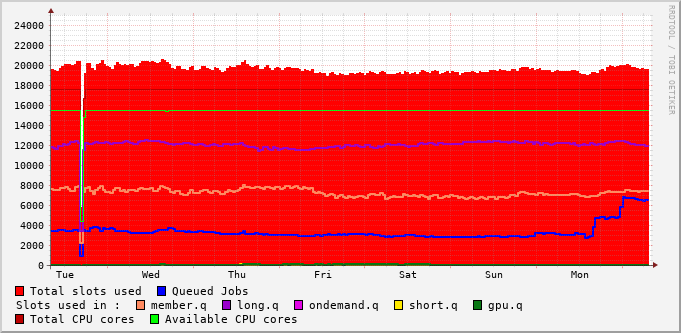 RRDTOOL / TOBI OETIKER
24000
22000
20000
18000
16000
14000
12000
10000
8000
6000
4000
2000
0
Tue Wed Thu Fri Sat Sun Mon
Total slots used Queued Jobs
Slots used in : member.q long.q ondemand.q short.q gpu.q
Total CPU cores Available CPU cores